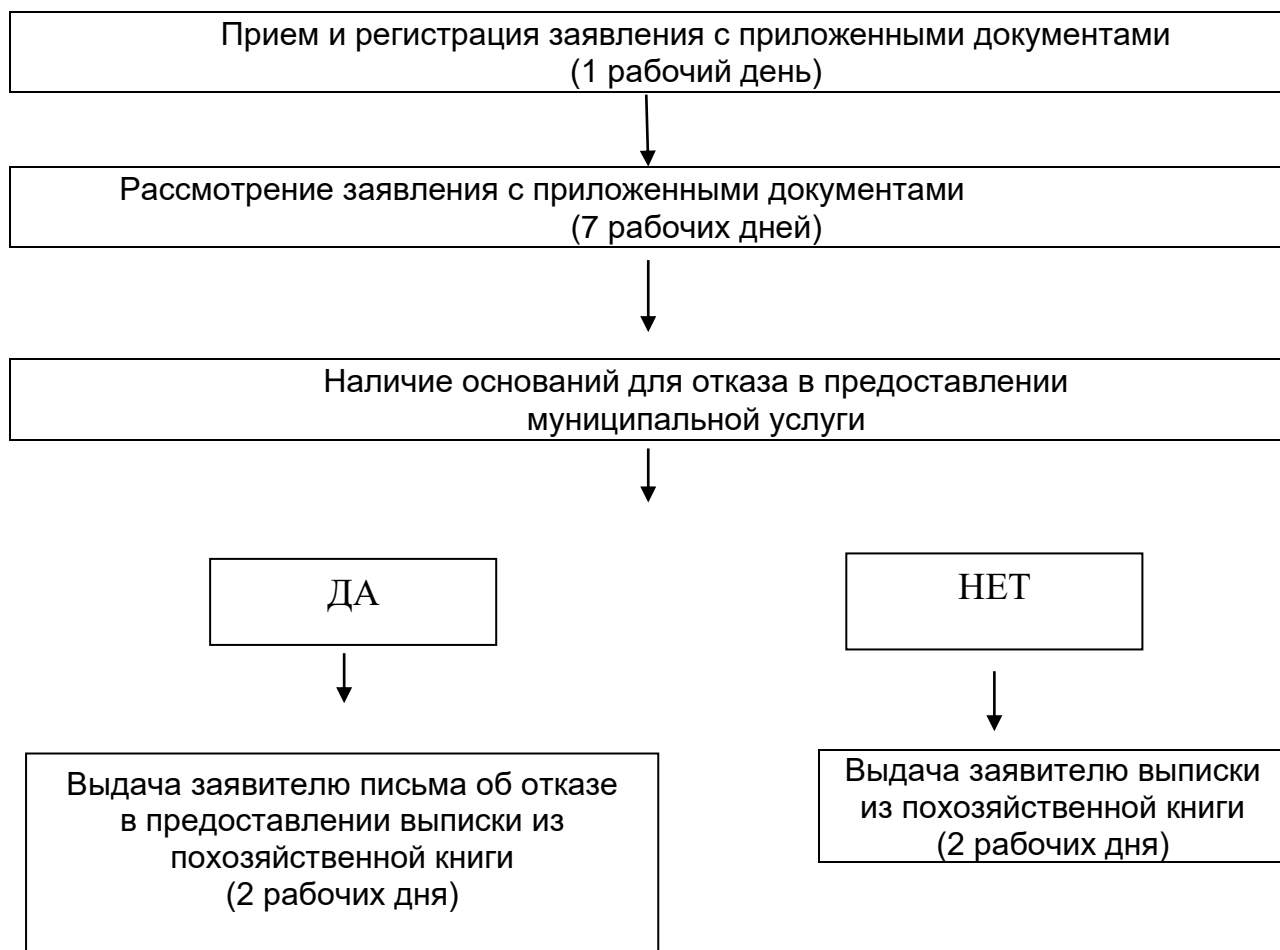 Прием и регистрация заявления с приложенными документами
(1 рабочий день)
Рассмотрение заявления с приложенными документами
(7 рабочих дней)
Наличие оснований для отказа в предоставлении
муниципальной услуги
ДА
НЕТ
Выдача заявителю письма об отказе
в предоставлении выписки из
похозяйственной книги
(2 рабочих дня)
Выдача заявителю выписки
из похозяйственной книги
(2 рабочих дня)